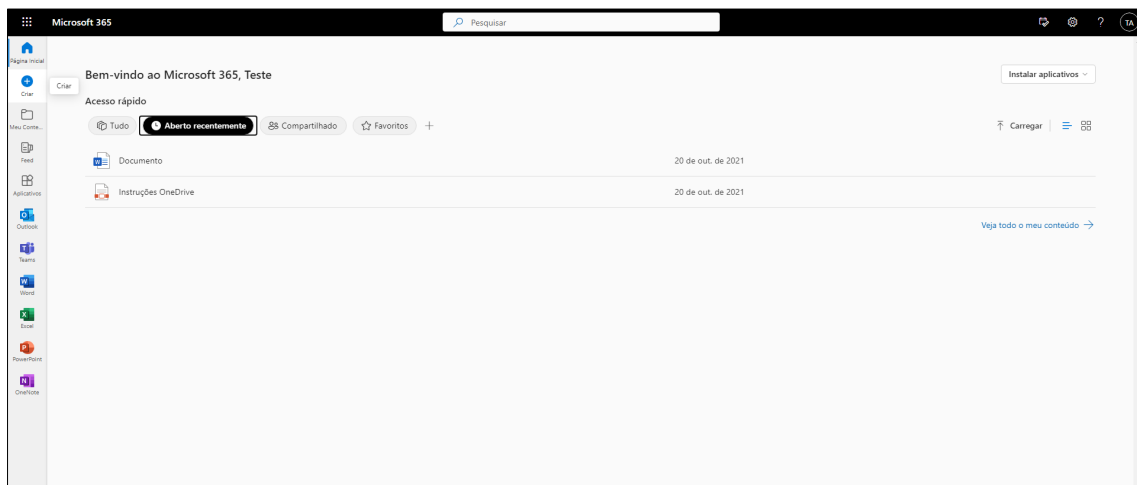 Microsoft 365
Pesquisar
?
TA
Página Inicial
Criar
Meu Conte...
Feed
Aplicativos
Outlook
Teams
Word
Excel
PowerPoint
OneNote
Criar
Bem-vindo ao Microsoft 365, Teste
Instalar aplicativos
Acesso rápido
Tudo
Aberto recentemente
Compartilhado
Favoritos
Carregar
Documento 20 de out. de 2021
Instruções OneDrive 20 de out. de 2021
Veja todo o meu conteúdo